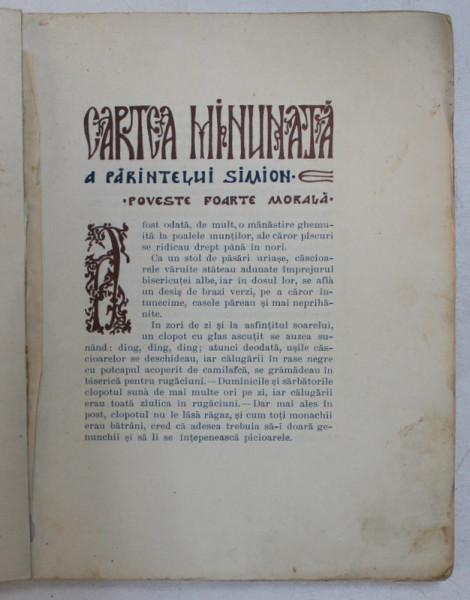 CARTEA MINUNATĂ
A PĂRINTELUI SIMION.
·POVESTE FOARTE MORALĂ·
A fost odată, de mult, o mănăstire ghemu-
ită la poalele munților, ale căror piscuri
se ridicau drept până în nori.
Ca un stol de păsări uriașe, căscioa-
rele văruite stăteau adunate împrejurul
bisericuței albe, iar în dosul lor, se află
un desiș de brazi verzi, pe a căror în-
tunecime, casele păreau și mai neprihă-
nite.
In zori de zi și la asfințitul soarelui,
un clopot cu glas ascuțit se auzea su-
nând: ding, ding, ding; atunci deodată, ușile căs-
cioarelor se deschideau, iar călugării în rase negre
cu potcapul acoperit de camilafcă, se grămădeau în
biserică pentru rugăciuni.—Duminicile și sărbătorile
clopotul sună de mai multe ori pe zi, iar călugării
erau toată ziulica în rugăciuni.—Dar mai ales în
post, clopotul nu le lăsă răgaz, și cum toți monachii
erau bătrâni, cred că adesea trebuia să-i doară ge-
nunchii și să li se înțepenească picioarele.